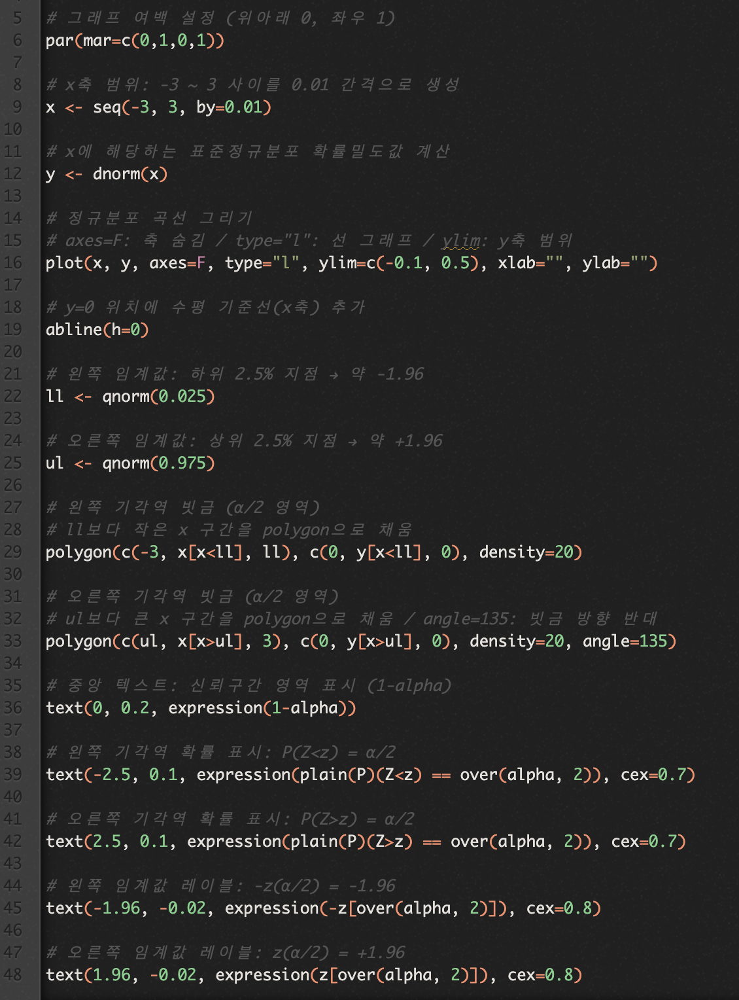 5 # 그래프 여백 설정 (위아래 0, 좌우 1)
6 par(mar=c(0,1,0,1))
7
8 # x축 범위: -3 ~ 3 사이를 0.01 간격으로 생성
9 x <- seq(-3, 3, by=0.01)
10
11 # x에 해당하는 표준정규분포 확률밀도값 계산
12 y <- dnorm(x)
13
14 # 정규분포 곡선 그리기
15 # axes=F: 축 숨김 / type="l": 선 그래프 / ylim: y축 범위
16 plot(x, y, axes=F, type="l", ylim=c(-0.1, 0.5), xlab="", ylab="")
17
18 # y=0 위치에 수평 기준선(x축) 추가
19 abline(h=0)
20
21 # 왼쪽 임계값: 하위 2.5% 지점 → 약 -1.96
22 ll <- qnorm(0.025)
23
24 # 오른쪽 임계값: 상위 2.5% 지점 → 약 +1.96
25 ul <- qnorm(0.975)
26
27 # 왼쪽 기각역 빗금 (α/2 영역)
28 # ll보다 작은 x 구간을 polygon으로 채움
29 polygon(c(-3, x[x<ll], ll), c(0, y[x<ll], 0), density=20)
30
31 # 오른쪽 기각역 빗금 (α/2 영역)
32 # ul보다 큰 x 구간을 polygon으로 채움 / angle=135: 빗금 방향 반대
33 polygon(c(ul, x[x>ul], 3), c(0, y[x>ul], 0), density=20, angle=135)
34
35 # 중앙 텍스트: 신뢰구간 영역 표시 (1-alpha)
36 text(0, 0.2, expression(1-alpha))
37
38 # 왼쪽 기각역 확률 표시: P(Z<z) = α/2
39 text(-2.5, 0.1, expression(plain(P)(Z<z) == over(alpha, 2)), cex=0.7)
40
41 # 오른쪽 기각역 확률 표시: P(Z>z) = α/2
42 text(2.5, 0.1, expression(plain(P)(Z>z) == over(alpha, 2)), cex=0.7)
43
44 # 왼쪽 임계값 레이블: -z(α/2) = -1.96
45 text(-1.96, -0.02, expression(-z[over(alpha, 2)]), cex=0.8)
46
47 # 오른쪽 임계값 레이블: z(α/2) = +1.96
48 text(1.96, -0.02, expression(z[over(alpha, 2)]), cex=0.8)